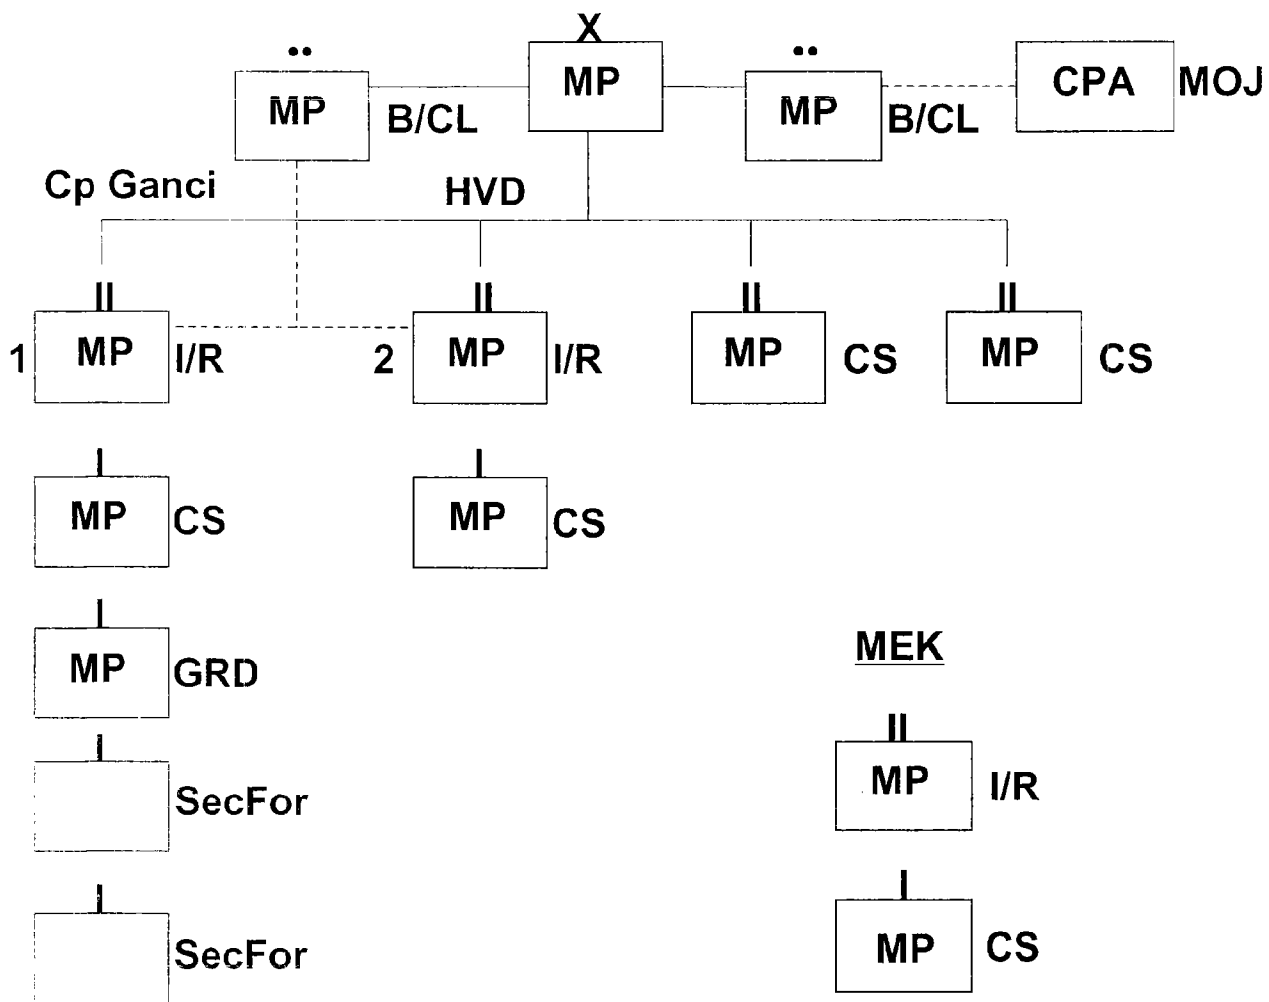 X
•• ••
MP MP B/CL MP B/CL CPA MOJ
Cp Ganci HVD
II II II II
1 MP I/R 2 MP I/R MP CS MP CS
I I
MP CS MP CS
I
MP GRD MEK
I II
SecFor MP I/R
I I
SecFor MP CS